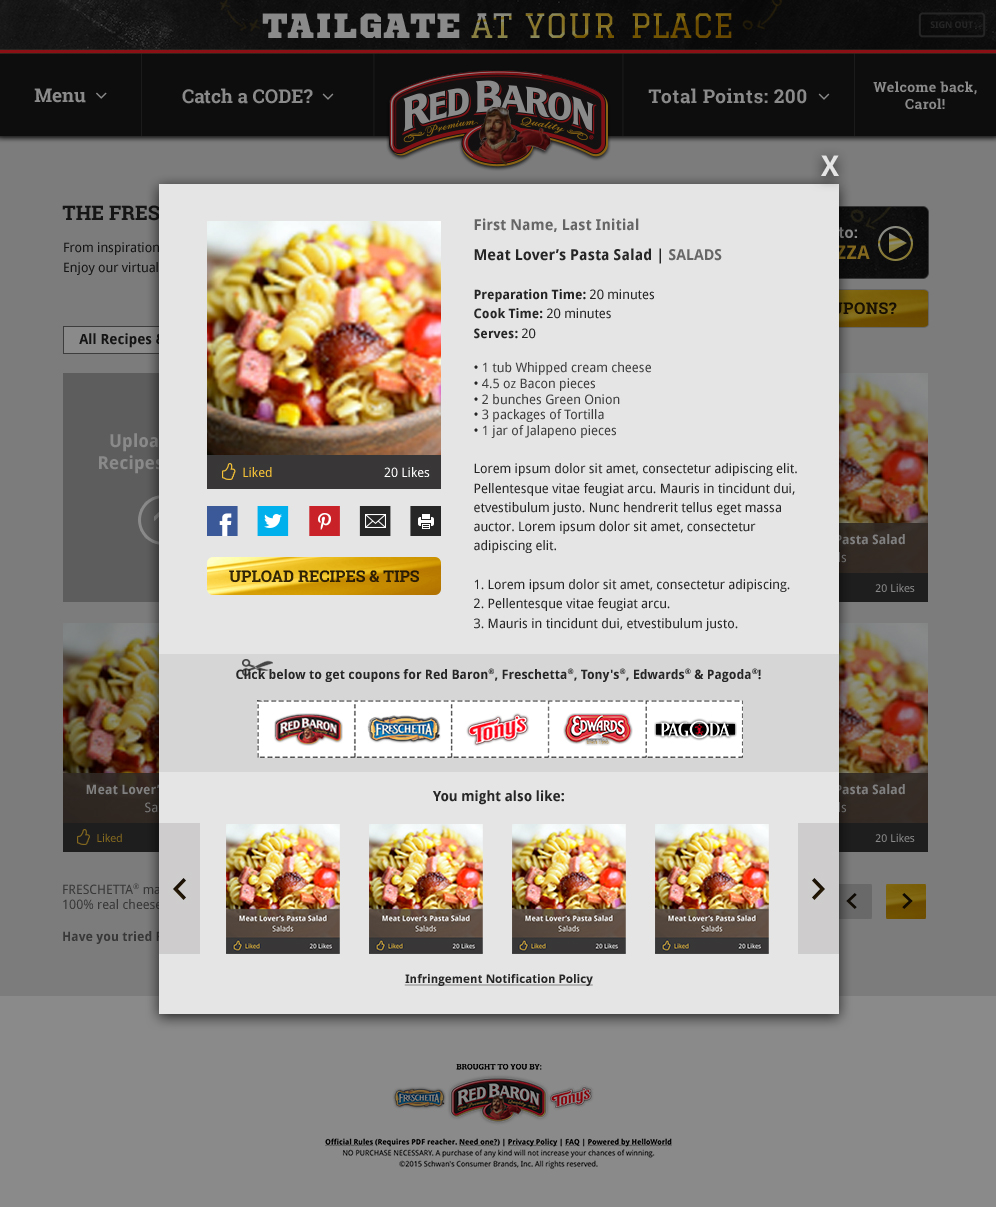 TAILGATE AT YOUR PLACE
SIGN OUT
Menu
Catch a CODE?
RED BARON
Premium Quality
Total Points: 200
Welcome back,
Carol!
X
THE FRES
From inspiration
Enjoy our virtual
to:
ZZA
UPONS?
All Recipes &
Uploa
Recipes
First Name, Last Initial
Meat Lover's Pasta Salad | SALADS
Preparation Time: 20 minutes
Cook Time: 20 minutes
Serves: 20
• 1 tub Whipped cream cheese
• 4.5 oz Bacon pieces
• 2 bunches Green Onion
• 3 packages of Tortilla
• 1 jar of Jalapeno pieces
Liked 20 Likes
UPLOAD RECIPES & TIPS
Lorem ipsum dolor sit amet, consectetur adipiscing elit.
Pellentesque vitae feugiat arcu. Mauris in tincidunt dui,
etvestibulum justo. Nunc hendrerit tellus eget massa
auctor. Lorem ipsum dolor sit amet, consectetur
adipiscing elit.
1. Lorem ipsum dolor sit amet, consectetur adipiscing.
2. Pellentesque vitae feugiat arcu.
3. Mauris in tincidunt dui, etvestibulum justo.
Pasta Salad
ls
20 Likes
Click below to get coupons for Red Baron®, Freschetta®, Tony's®, Edwards® & Pagoda®!
RED BARON
FRESCHETTA
Tony's
EDWARDS
PAGODA
Meat Lover'
Sa
Liked
Pasta Salad
ls
20 Likes
You might also like:
Meat Lover's Pasta Salad
Salads
Liked 20 Likes
Meat Lover's Pasta Salad
Salads
Liked 20 Likes
Meat Lover's Pasta Salad
Salads
Liked 20 Likes
Meat Lover's Pasta Salad
Salads
Liked 20 Likes
FRESCHETTA® ma
100% real cheese
Have you tried
Infringement Notification Policy
BROUGHT TO YOU BY:
FRESCHETTA
RED BARON
Premium Quality
Tony's
Official Rules (Requires PDF reacher. Need one?) | Privacy Policy | FAQ | Powered by HelloWorld
NO PURCHASE NECESSARY. A purchase of any kind will not increase your chances of winning.
©2015 Schwan's Consumer Brands, Inc. All rights reserved.